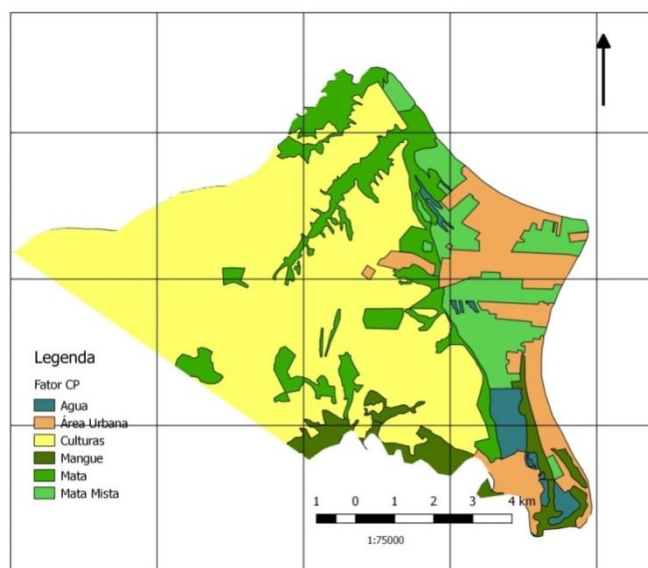 Legenda
Fator CP
Agua
Área Urbana
Culturas
Mangue
Mata
Mata Mista
1 0 1 2 3 4 km
1:75000